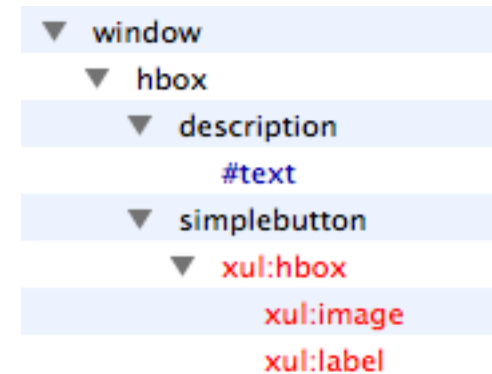 window
hbox
description
#text
simplebutton
xul:hbox
xul:image
xul:label